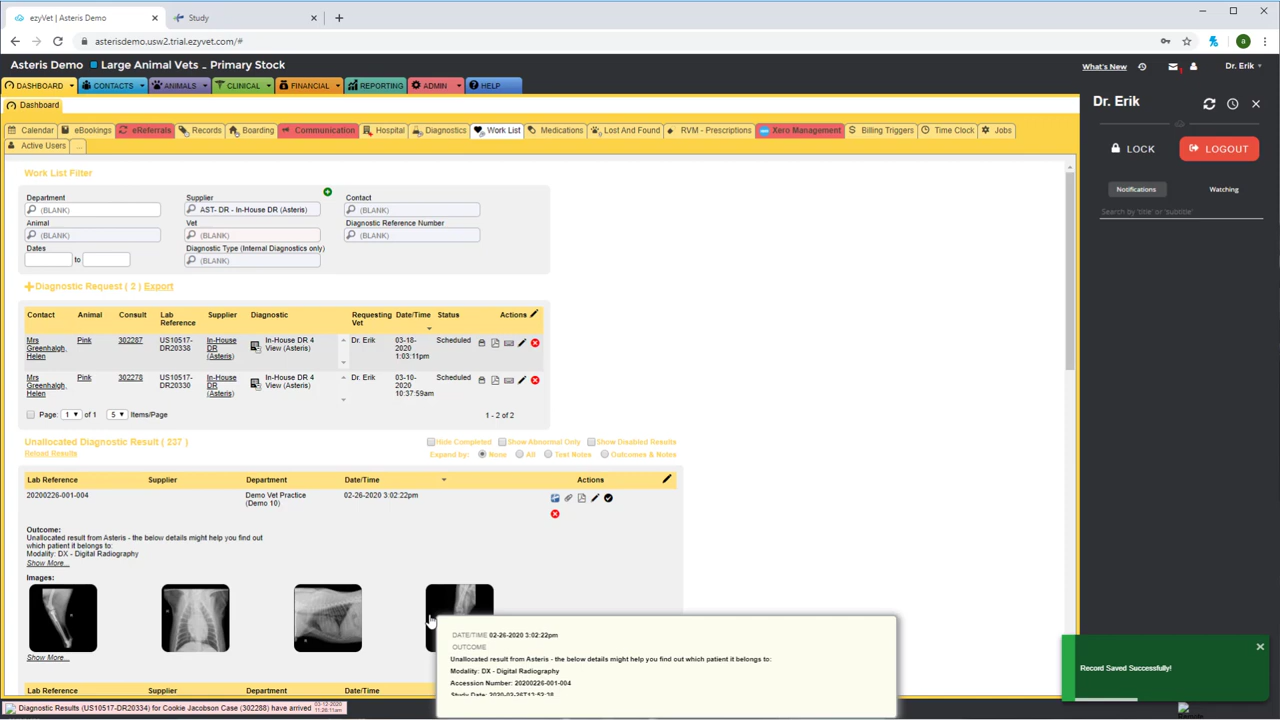 ezyVet | Asteris Demo
Study
asterisdemo.usw2.trial.ezyvet.com/#
a
Asteris Demo Large Animal Vets _ Primary Stock
What's New
1
Dr. Erik
DASHBOARD CONTACTS ANIMALS CLINICAL FINANCIAL REPORTING ADMIN HELP
Dashboard
Calendar eBookings eReferrals Records Boarding Communication Hospital Diagnostics Work List Medications Lost And Found RVM - Prescriptions Xero Management Billing Triggers Time Clock Jobs
Active Users ...
Dr. Erik
LOCK LOGOUT
Notifications Watching
Search by 'title' or 'subtitle'
Work List Filter
Department Supplier Contact
(BLANK) AST- DR - In-House DR (Asteris) (BLANK)
Animal Vet Diagnostic Reference Number
(BLANK) (BLANK) (BLANK)
Dates Diagnostic Type (Internal Diagnostics only)
to (BLANK)
Diagnostic Request ( 2 ) Export
Contact Animal Consult Lab Reference Supplier Diagnostic Requesting Vet Date/Time Status Actions
Mrs Greenhalgh, Helen Pink 302287 US10517-DR20338 In-House DR (Asteris) In-House DR 4 View (Asteris) Dr. Erik 03-18-2020 1:03:11pm Scheduled
Mrs Greenhalgh, Helen Pink 302278 US10517-DR20330 In-House DR (Asteris) In-House DR 4 View (Asteris) Dr. Erik 03-10-2020 10:37:59am Scheduled
Page: 1 of 1 5 Items/Page 1 - 2 of 2
Unallocated Diagnostic Result ( 237 )
Hide Completed Show Abnormal Only Show Disabled Results
Reload Results
Expand by: None All Text Notes Outcomes & Notes
Lab Reference Supplier Department Date/Time Actions
20200226-001-004 Demo Vet Practice (Demo 10) 02-26-2020 3:02:22pm
Outcome:
Unallocated result from Asteris - the below details might help you find out
which patient it belongs to:
Modality: DX - Digital Radiography
Show More...
Images:
Show More...
DATE/TIME 02-26-2020 3:02:22pm
OUTCOME
Unallocated result from Asteris - the below details might help you find out which patient it belongs to:
Modality: DX - Digital Radiography
Accession Number: 20200226-001-004
Lab Reference Supplier Department Date/Time
Record Saved Successfully!
Diagnostic Results (US10517-DR20334) for Cookie Jacobson Case (302288) have arrived 03-12-2020 11:26:11am